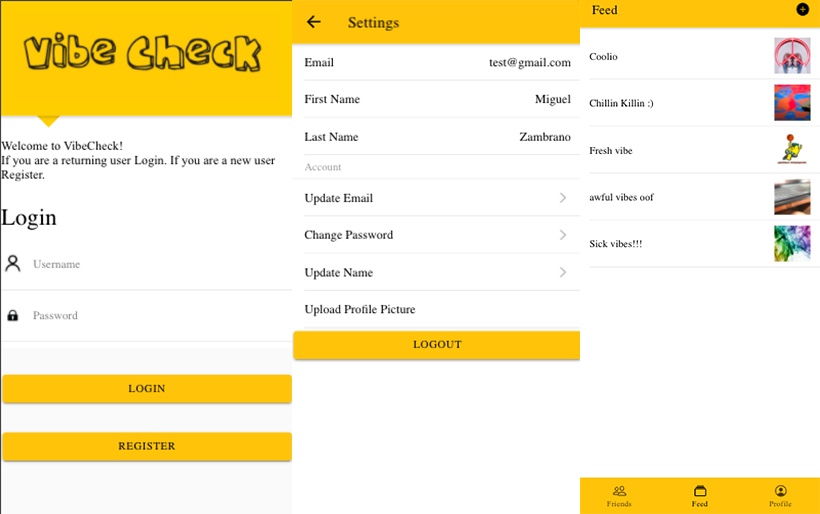 Vibe Check
Welcome to VibeCheck!
If you are a returning user Login. If you are a new user
Register.
Login
Username
Password
LOGIN
REGISTER
Settings
Email test@gmail.com
First Name Miguel
Last Name Zambrano
Account
Update Email
Change Password
Update Name
Upload Profile Picture
LOGOUT
Feed
Coolio
Chillin Killin :)
Fresh vibe
awful vibes oof
Sick vibes!!!
Friends Feed Profile